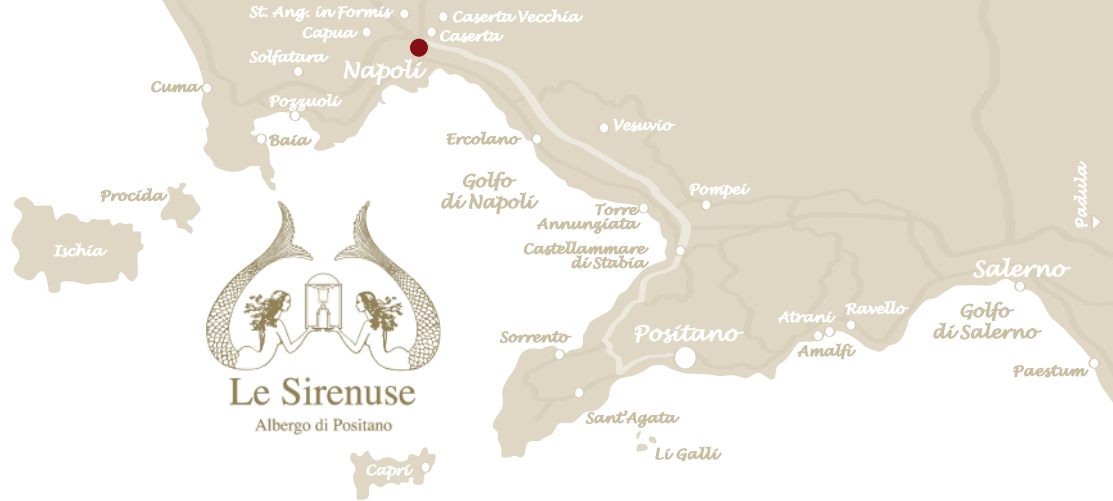 St. Ang. in Formis
Caserta Vecchia
Capua
Caserta
Solfatara
Napoli
Cuma
Pozzuoli
Vesuvio
Baia
Ercolano
Procida
Golfo
di Napoli
Pompei
Padula
Torre
Annunziata
Ischia
Castellammare
di Stabia
Salerno
Golfo
di Salerno
Atrani
Ravello
Positano
Sorrento
Amalfi
Paestum
Le Sirenuse
Albergo di Positano
Sant'Agata
Li Galli
Capri